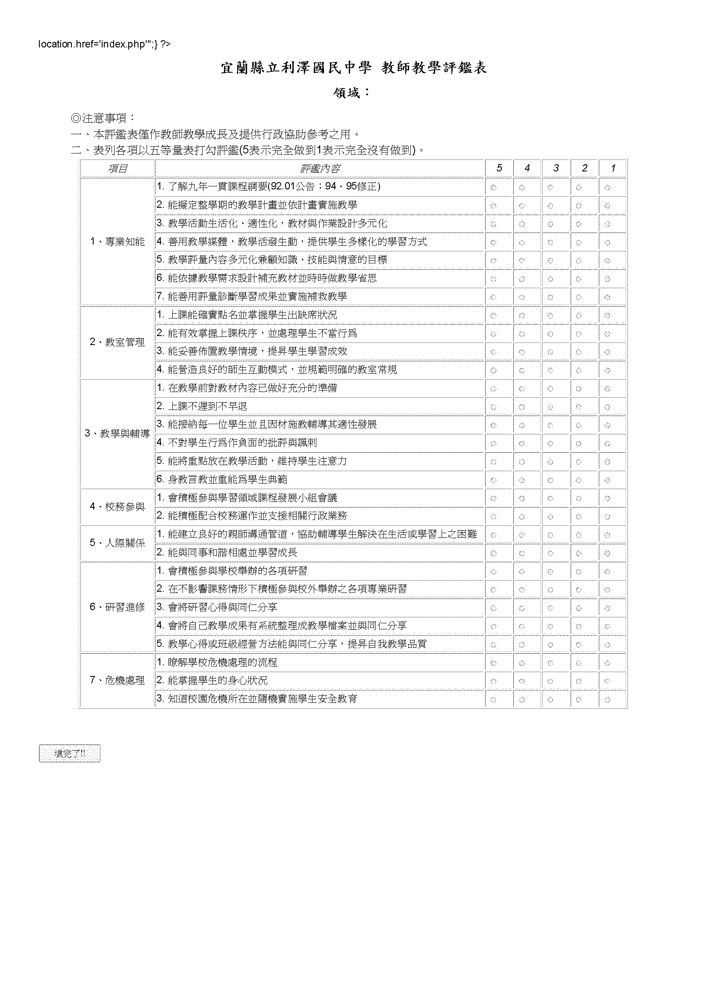 location.href='index.php'";} ?>
宜蘭縣立利澤國民中學 教師教學評鑑表
領域：
◎注意事項：
一、本評鑑表僅作教師教學成長及提供行政協助參考之用。
二、表列各項以五等量表打勾評鑑(5表示完全做到1表示完全沒有做到)。
項目 評鑑內容 5 4 3 2 1
1、專業知能
1. 了解九年一貫課程綱要(92.01公告；94、95修正)
2. 能擬定整學期的教學計畫並依計畫實施教學
3. 教學活動生活化、適性化，教材與作業設計多元化
4. 善用教學媒體，教學活潑生動，提供學生多樣化的學習方式
5. 教學評量內容多元化兼顧知識、技能與情意的目標
6. 能依據教學需求設計補充教材並時時做教學省思
7. 能善用評量診斷學習成果並實施補救教學
2、教室管理
1. 上課能確實點名並掌握學生出缺席狀況
2. 能有效掌握上課秩序，並處理學生不當行為
3. 能妥善佈置教學情境，提昇學生學習成效
4. 能營造良好的師生互動模式，並規範明確的教室常規
3、教學與輔導
1. 在教學前對教材內容已做好充分的準備
2. 上課不遲到不早退
3. 能接納每一位學生並且因材施教輔導其適性發展
4. 不對學生行為作負面的批評與諷刺
5. 能將重點放在教學活動，維持學生注意力
6. 身教言教並重能為學生典範
4、校務參與
1. 會積極參與學習領域課程發展小組會議
2. 能積極配合校務運作並支援相關行政業務
5、人際關係
1. 能建立良好的親師溝通管道，協助輔導學生解決在生活或學習上之困難
2. 能與同事和諧相處並學習成長
6、研習進修
1. 會積極參與學校舉辦的各項研習
2. 在不影響課務情形下積極參與校外舉辦之各項專業研習
3. 會將研習心得與同仁分享
4. 會將自己教學成果有系統整理成教學檔案並與同仁分享
5. 教學心得或班級經營方法能與同仁分享，提昇自我教學品質
7、危機處理
1. 瞭解學校危機處理的流程
2. 能掌握學生的身心狀況
3. 知道校園危機所在並隨機實施學生安全教育
填完了!!